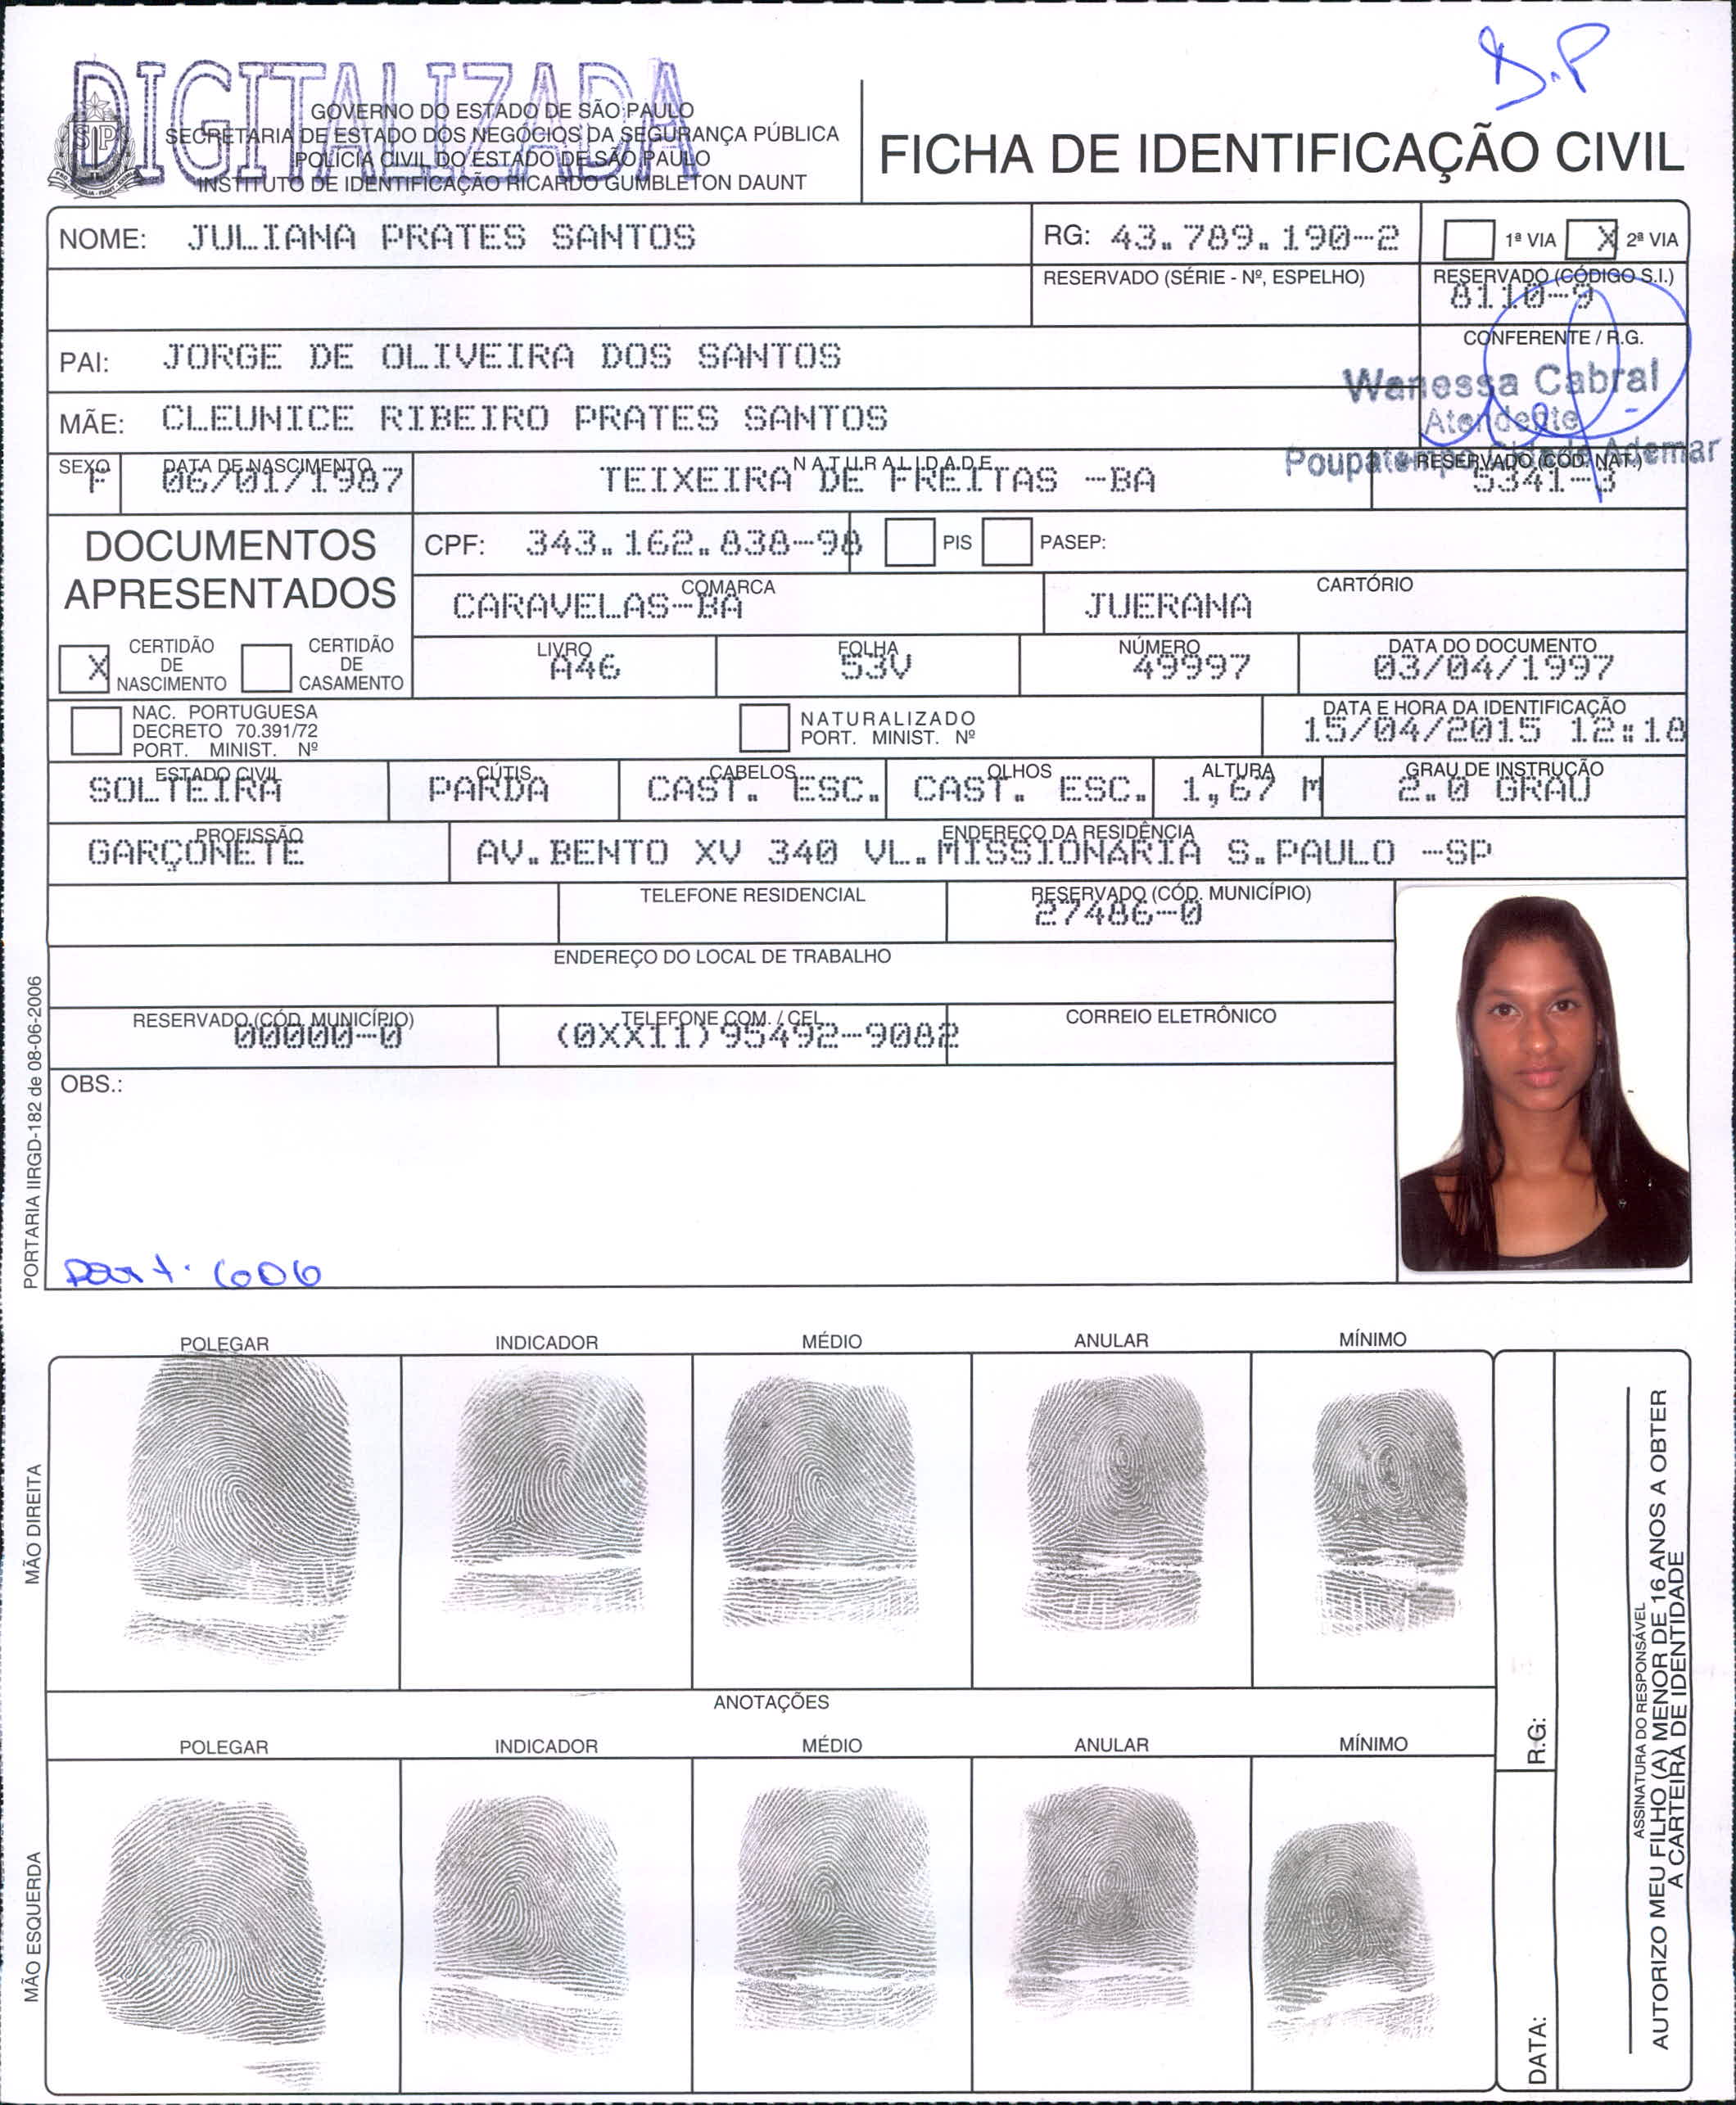 DIGITALIZADA
GOVERNO DO ESTADO DE SÃO PAULO
SECRETARIA DE ESTADO DOS NEGÓCIOS DA SEGURANÇA PÚBLICA
POLÍCIA CIVIL DO ESTADO DE SÃO PAULO
INSTITUTO DE IDENTIFICAÇÃO RICARDO GUMBLETON DAUNT
FICHA DE IDENTIFICAÇÃO CIVIL
NOME: JULIANA PRATES SANTOS RG: 43.789.190-2 1ª VIA X 2ª VIA
RESERVADO (SÉRIE - Nº, ESPELHO) RESERVADO (CÓDIGO S.I.)
8110-9
PAI: JORGE DE OLIVEIRA DOS SANTOS CONFERENTE / R.G.
Wanessa Cabral
Atendente
MÃE: CLEUNICE RIBEIRO PRATES SANTOS
Poupatempo Cidade Ademar
SEXO DATA DE NASCIMENTO NATURALIDADE RESERVADO (CÓD. NAT.)
F 06/01/1987 TEIXEIRA DE FREITAS -BA 5341-3
DOCUMENTOS
APRESENTADOS
CPF: 343.162.838-98 PIS PASEP:
COMARCA CARTÓRIO
CARAVELAS-BA JUERANA
X CERTIDÃO DE NASCIMENTO CERTIDÃO DE CASAMENTO
LIVRO FOLHA NÚMERO DATA DO DOCUMENTO
A46 53V 49997 03/04/1997
NAC. PORTUGUESA
DECRETO 70.391/72
PORT. MINIST. Nº
NATURALIZADO
PORT. MINIST. Nº
DATA E HORA DA IDENTIFICAÇÃO
15/04/2015 12:18
ESTADO CIVIL CÚTIS CABELOS OLHOS ALTURA GRAU DE INSTRUÇÃO
SOLTEIRA PARDA CAST. ESC. CAST. ESC. 1,67 M 2.0 GRAU
PROFISSÃO ENDEREÇO DA RESIDÊNCIA
GARÇONETE AV.BENTO XV 340 VL.MISSIONARIA S.PAULO -SP
TELEFONE RESIDENCIAL RESERVADO (CÓD. MUNICÍPIO)
27486-0
ENDEREÇO DO LOCAL DE TRABALHO
RESERVADO (CÓD. MUNICÍPIO) TELEFONE COM. / CEL. CORREIO ELETRÔNICO
00000-0 (0XX11)95492-9082
OBS.:
PORTARIA IIRGD-182 de 08-06-2006
POLEGAR INDICADOR MÉDIO ANULAR MÍNIMO
MÃO DIREITA
ANOTAÇÕES
POLEGAR INDICADOR MÉDIO ANULAR MÍNIMO
MÃO ESQUERDA
R.G:
DATA:
ASSINATURA DO RESPONSÁVEL
AUTORIZO MEU FILHO (A) MENOR DE 16 ANOS A OBTER
A CARTEIRA DE IDENTIDADE